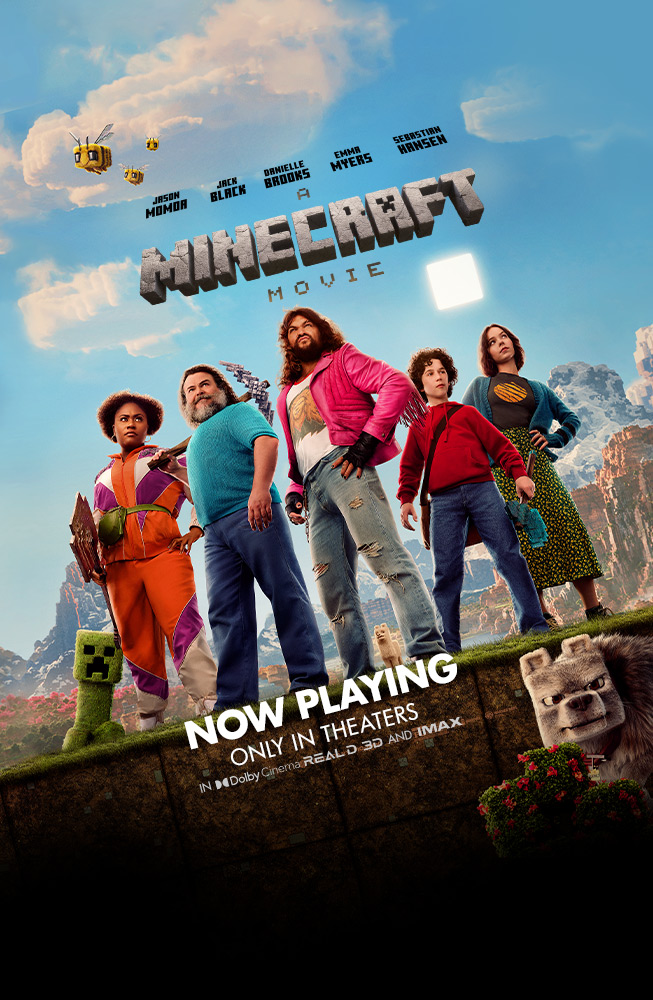 JASON MOMOA
JACK BLACK
DANIELLE BROOKS
EMMA MYERS
SEBASTIAN HANSEN
A
MINECRAFT
MOVIE
NOW PLAYING
ONLY IN THEATERS
IN Dolby Cinema REAL D 3D AND IMAX